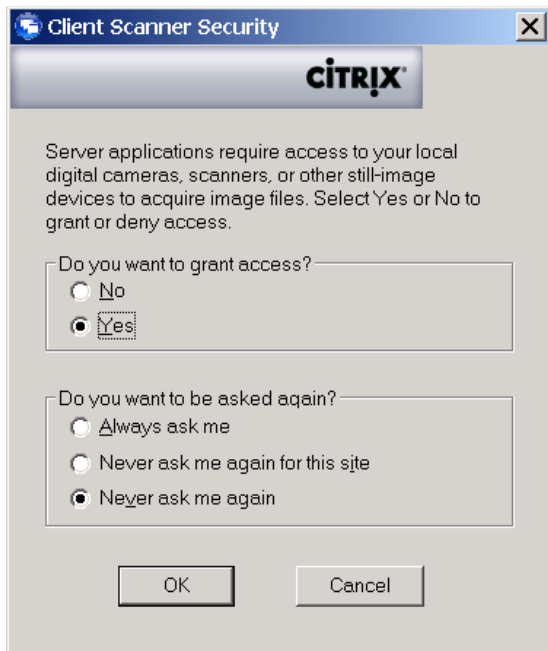 Client Scanner Security
CİTRIX
Server applications require access to your local
digital cameras, scanners, or other still-image
devices to acquire image files. Select Yes or No to
grant or deny access.
Do you want to grant access?
No
Yes
Do you want to be asked again?
Always ask me
Never ask me again for this site
Never ask me again
OK
Cancel